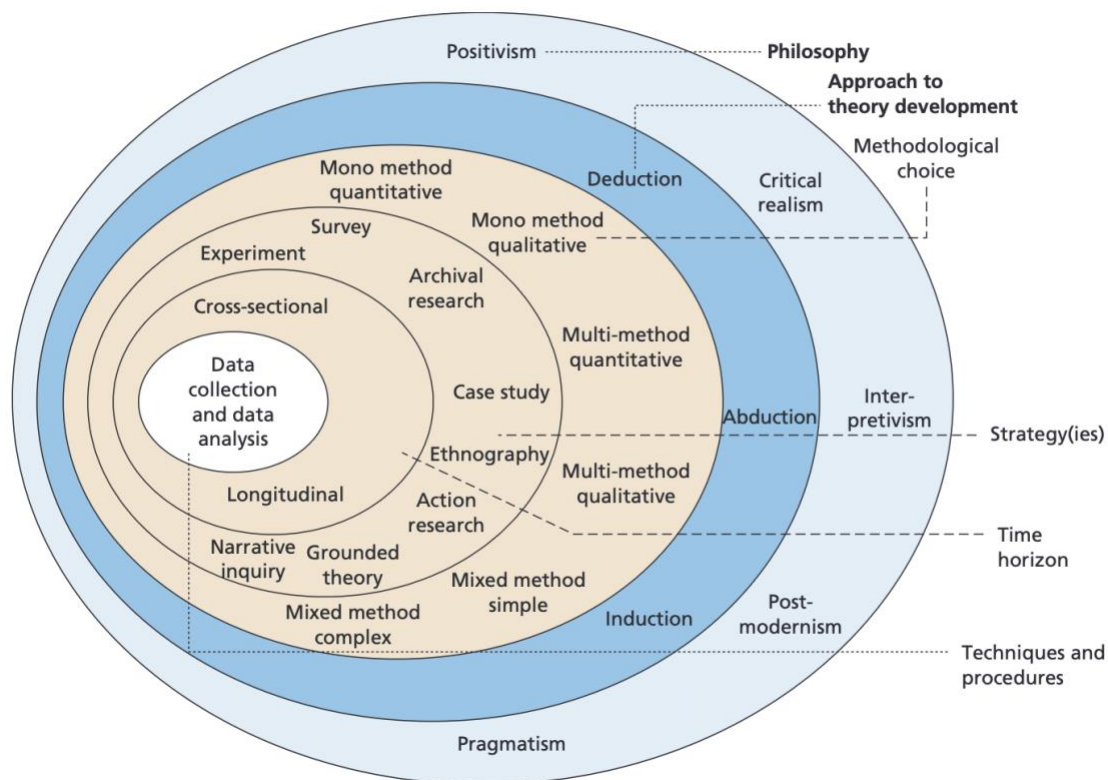 Positivism
Philosophy
Approach to
theory development
Methodological
choice
Mono method
quantitative
Deduction
Critical
realism
Mono method
qualitative
Survey
Experiment
Archival
research
Cross-sectional
Multi-method
quantitative
Data
collection
and data
analysis
Case study
Abduction
Inter-
pretivism
Strategy(ies)
Ethnography
Multi-method
qualitative
Longitudinal
Action
research
Time
horizon
Narrative
inquiry
Grounded
theory
Mixed method
simple
Mixed method
complex
Induction
Post-
modernism
Techniques and
procedures
Pragmatism